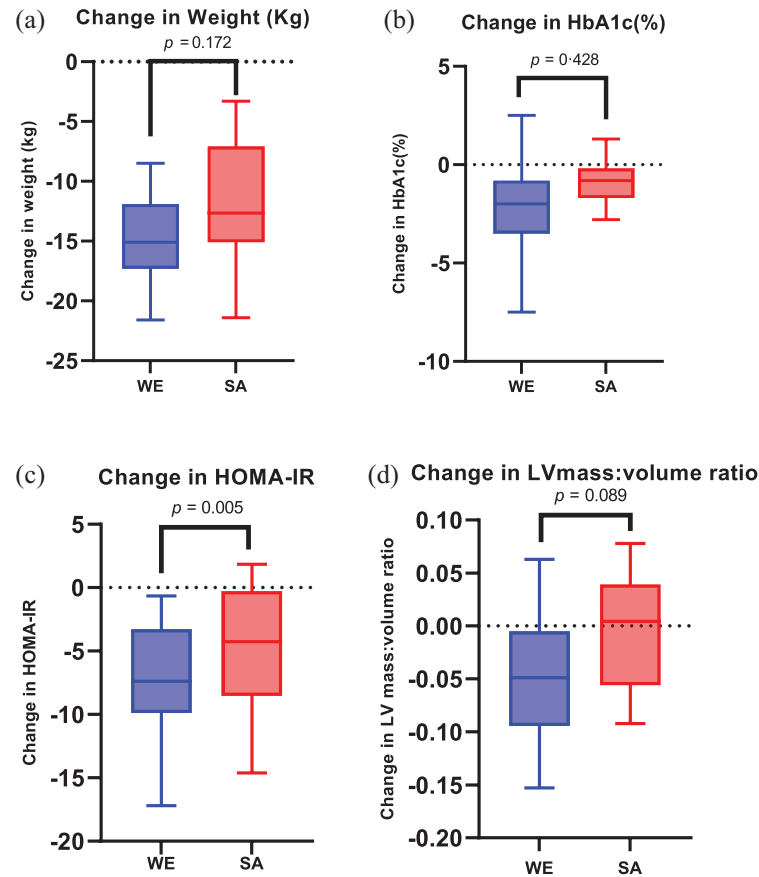 (a)
Change in Weight (Kg)
p = 0.172
0
-5
-10
-15
-20
-25
Change in weight (kg)
WE
SA
(b)
Change in HbA1c(%)
p = 0·428
5
0
-5
-10
Change in HbA1c(%)
WE
SA
(c)
Change in HOMA-IR
p = 0.005
5
0
-5
-10
-15
-20
Change in HOMA-IR
WE
SA
(d)
Change in LVmass:volume ratio
p = 0.089
0.10
0.05
0.00
-0.05
-0.10
-0.15
-0.20
Change in LV mass:volume ratio
WE
SA